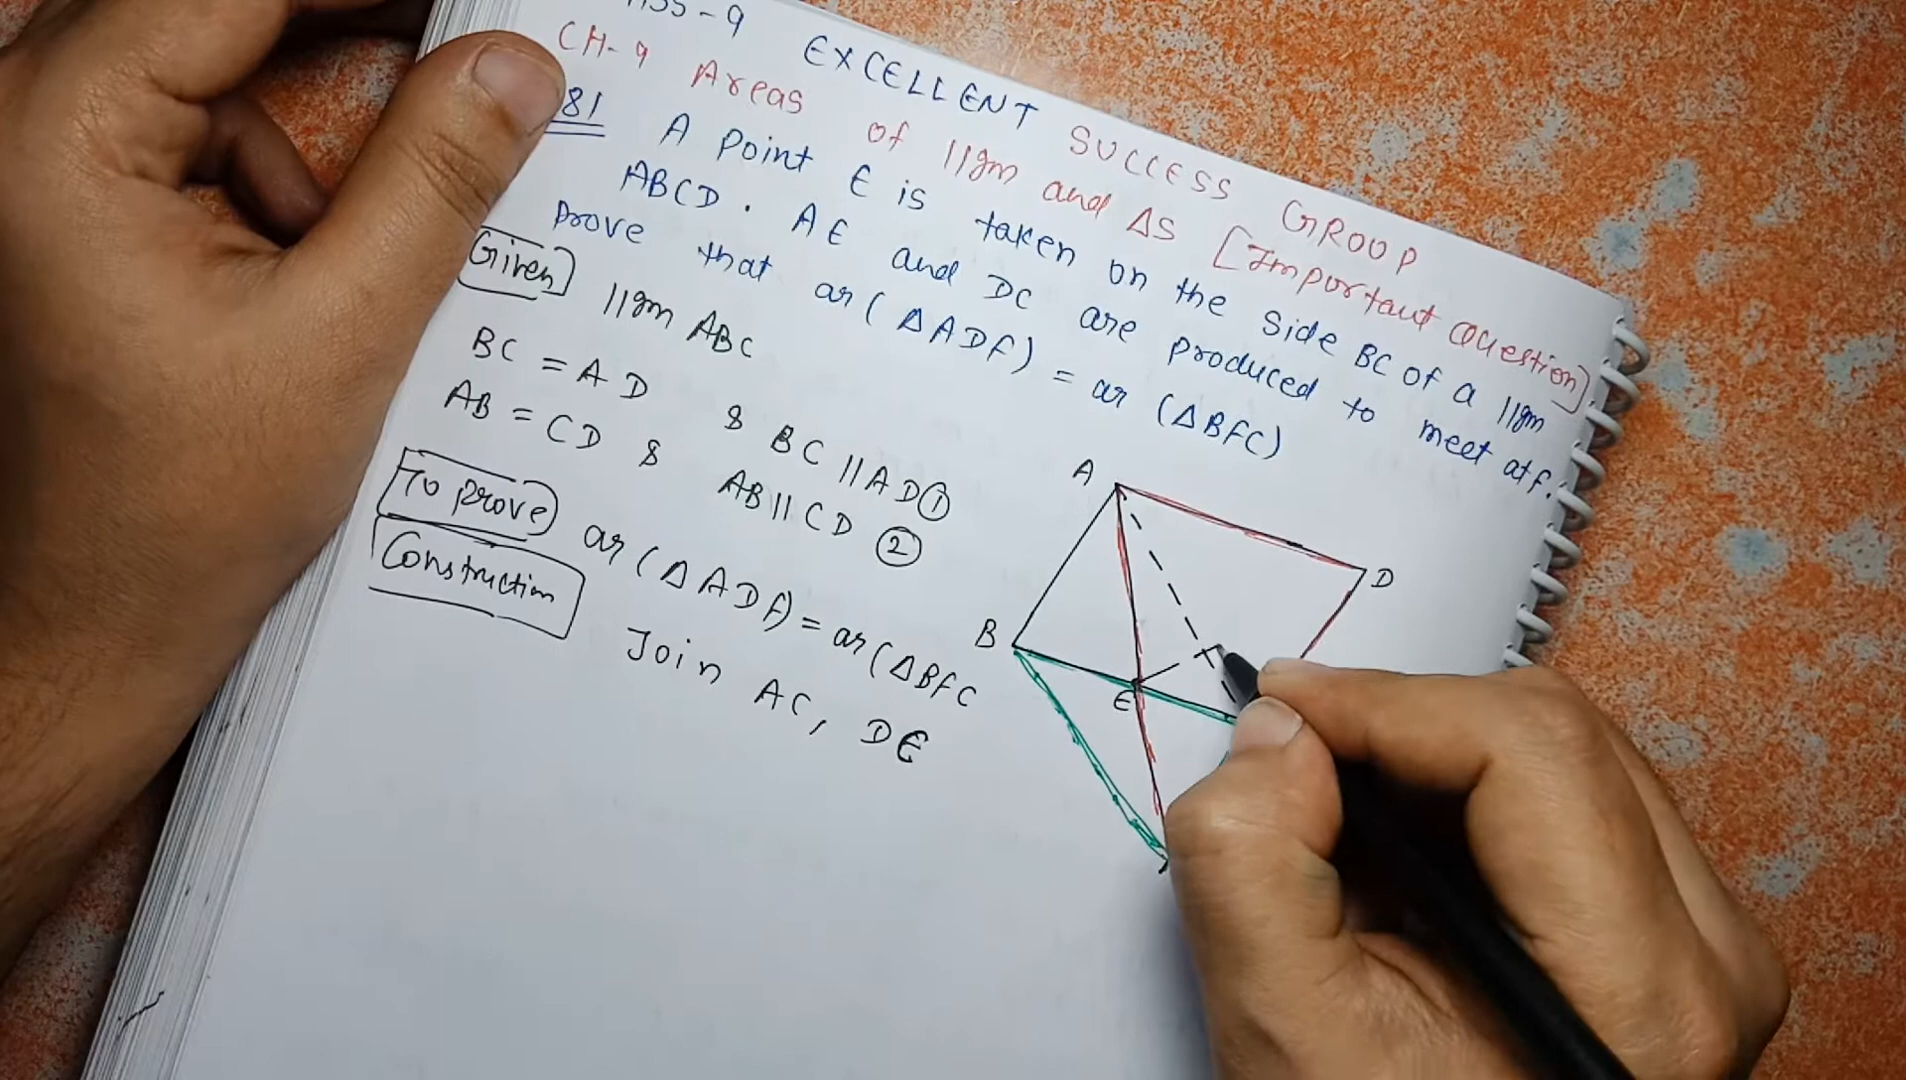 EXCELLENT SUCCESS GROUP
CH-9 Areas of ||gm and Δs [Important Question]
81 A Point E is taken on the side BC of a ||gm
ABCD. AE and DC are produced to meet at f.
Prove that ar(ΔADF) = ar (ΔBFC)
Given ||gm ABC
BC = AD & BC || AD ①
AB = CD & AB || CD ②
To prove ar(ΔADF) = ar(ΔBFC
Construction Join AC, DE
A
D
B
E